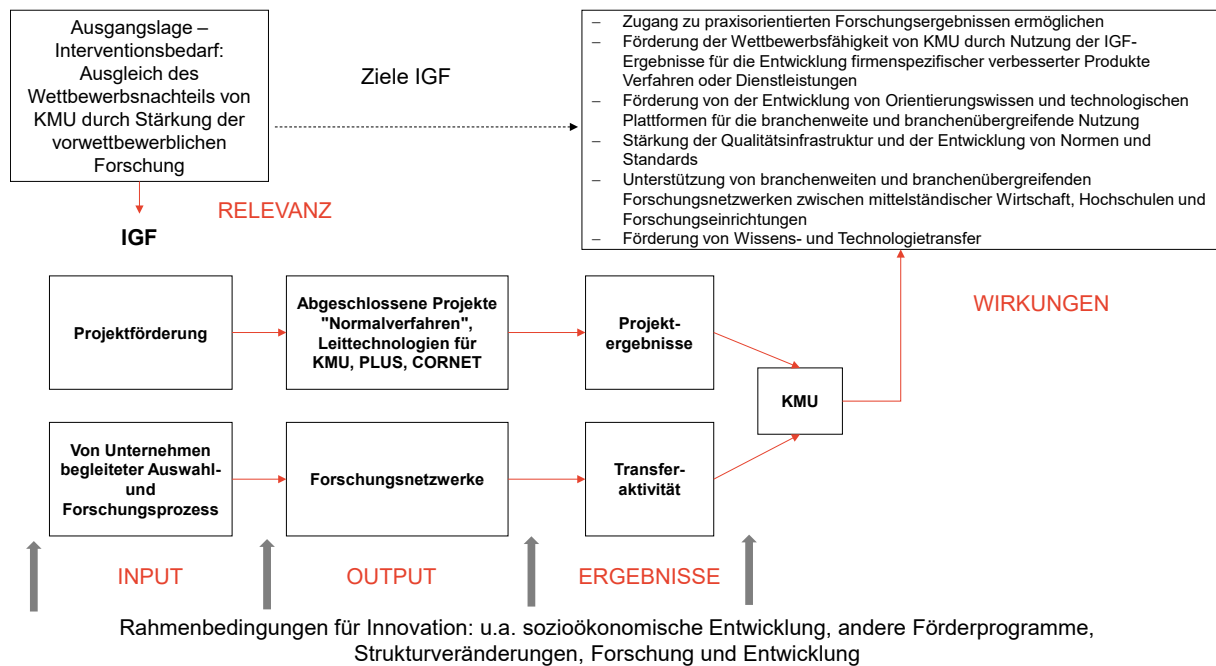 Ausgangslage –
Interventionsbedarf:
Ausgleich des
Wettbewerbsnachteils von
KMU durch Stärkung der
vorwettbewerblichen
Forschung
Ziele IGF
– Zugang zu praxisorientierten Forschungsergebnissen ermöglichen
– Förderung der Wettbewerbsfähigkeit von KMU durch Nutzung der IGF-
Ergebnisse für die Entwicklung firmenspezifischer verbesserter Produkte
Verfahren oder Dienstleistungen
– Förderung von der Entwicklung von Orientierungswissen und technologischen
Plattformen für die branchenweite und branchenübergreifende Nutzung
– Stärkung der Qualitätsinfrastruktur und der Entwicklung von Normen und
Standards
– Unterstützung von branchenweiten und branchenübergreifenden
Forschungsnetzwerken zwischen mittelständischer Wirtschaft, Hochschulen und
Forschungseinrichtungen
– Förderung von Wissens- und Technologietransfer
RELEVANZ
IGF
WIRKUNGEN
Projektförderung
Abgeschlossene Projekte
"Normalverfahren",
Leittechnologien für
KMU, PLUS, CORNET
Projekt-
ergebnisse
KMU
Von Unternehmen
begleiteter Auswahl-
und
Forschungsprozess
Forschungsnetzwerke
Transfer-
aktivität
INPUT
OUTPUT
ERGEBNISSE
Rahmenbedingungen für Innovation: u.a. sozioökonomische Entwicklung, andere Förderprogramme,
Strukturveränderungen, Forschung und Entwicklung